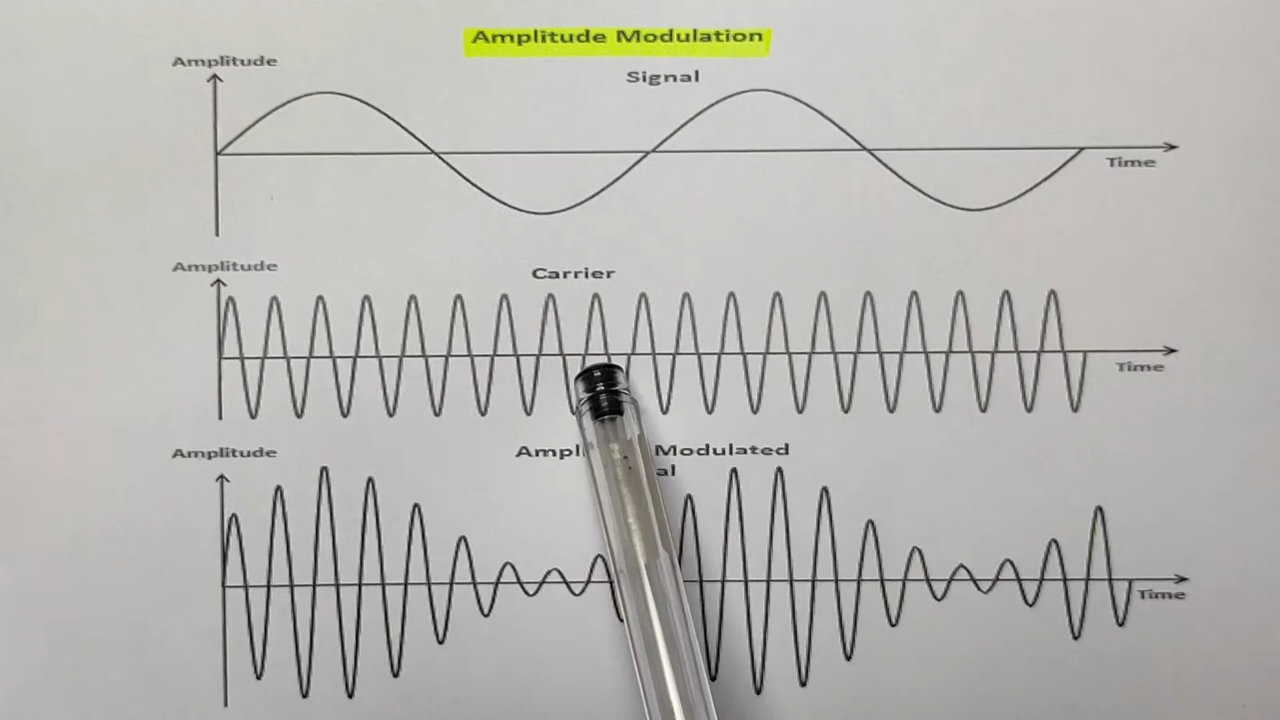 Amplitude Modulation
Amplitude
Signal
Time
Amplitude
Carrier
Time
Amplitude
Modulated
Time